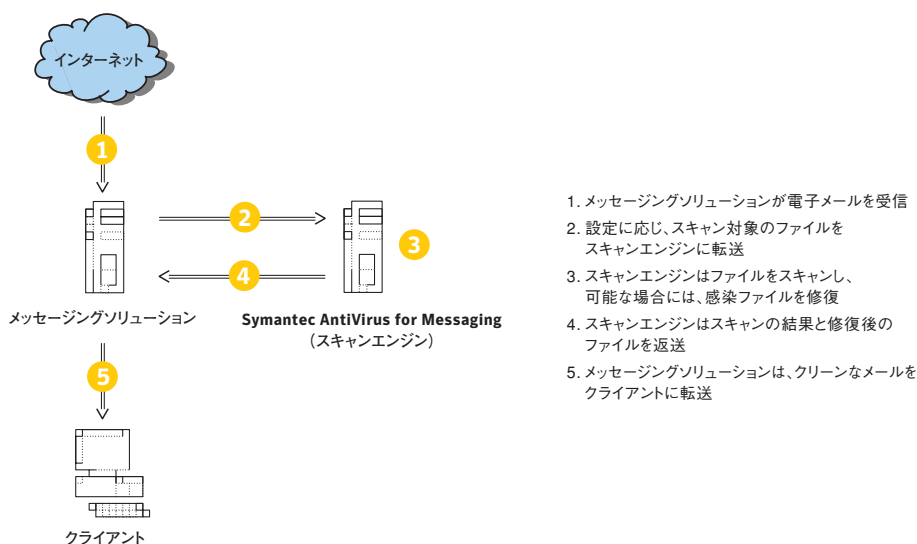 インターネット
1
2
3
4
メッセージングソリューション
Symantec AntiVirus for Messaging
（スキャンエンジン）
5
クライアント
1. メッセージングソリューションが電子メールを受信
2. 設定に応じ、スキャン対象のファイルを
スキャンエンジンに転送
3. スキャンエンジンはファイルをスキャンし、
可能な場合には、感染ファイルを修復
4. スキャンエンジンはスキャンの結果と修復後の
ファイルを返送
5. メッセージングソリューションは、クリーンなメールを
クライアントに転送